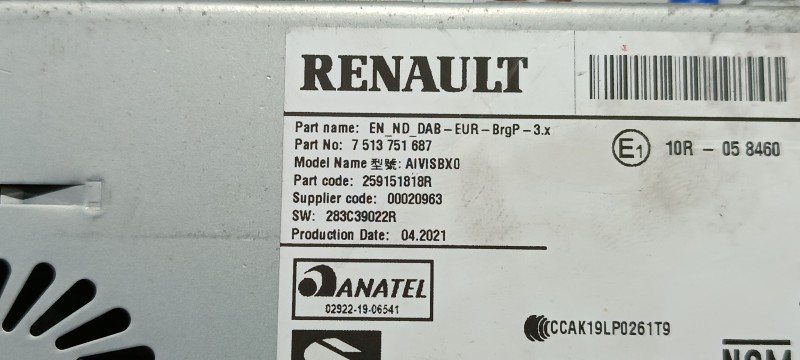 RENAULT
Part name: EN_ND_DAB-EUR-BrgP-3.x
Part No: 7 513 751 687
Model Name 型號: AIVISBX0
Part code: 259151818R
Supplier code: 00020963
SW: 283C39022R
Production Date: 04.2021
E1 10R - 05 8460
ANATEL
02922-19-06541
CCAK19LP0261T9
NOM